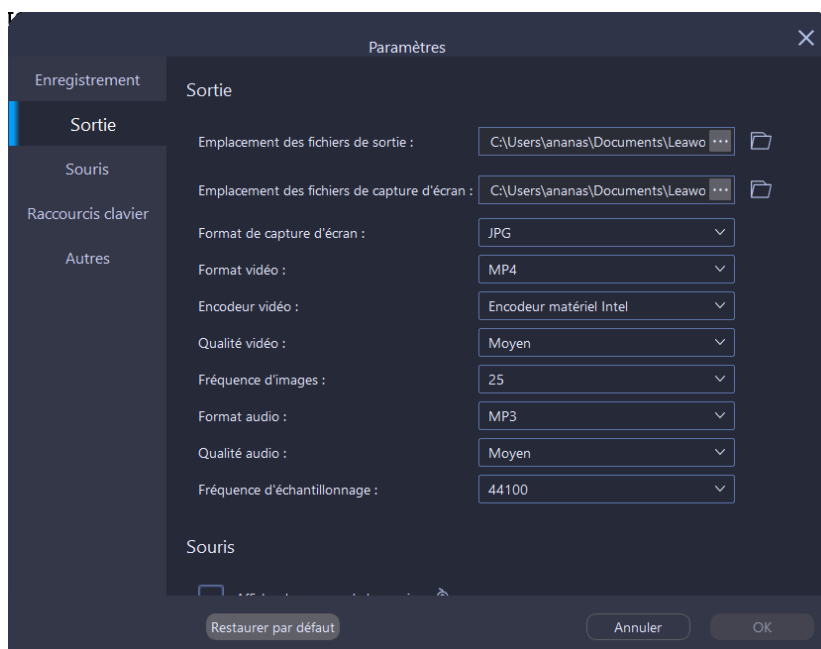 Paramètres
Enregistrement
Sortie
Souris
Raccourcis clavier
Autres
Sortie
Emplacement des fichiers de sortie : C:\Users\ananas\Documents\Leawo ...
Emplacement des fichiers de capture d'écran : C:\Users\ananas\Documents\Leawo ...
Format de capture d'écran : JPG
Format vidéo : MP4
Encodeur vidéo : Encodeur matériel Intel
Qualité vidéo : Moyen
Fréquence d'images : 25
Format audio : MP3
Qualité audio : Moyen
Fréquence d'échantillonnage : 44100
Souris
Restaurer par défaut
Annuler
OK